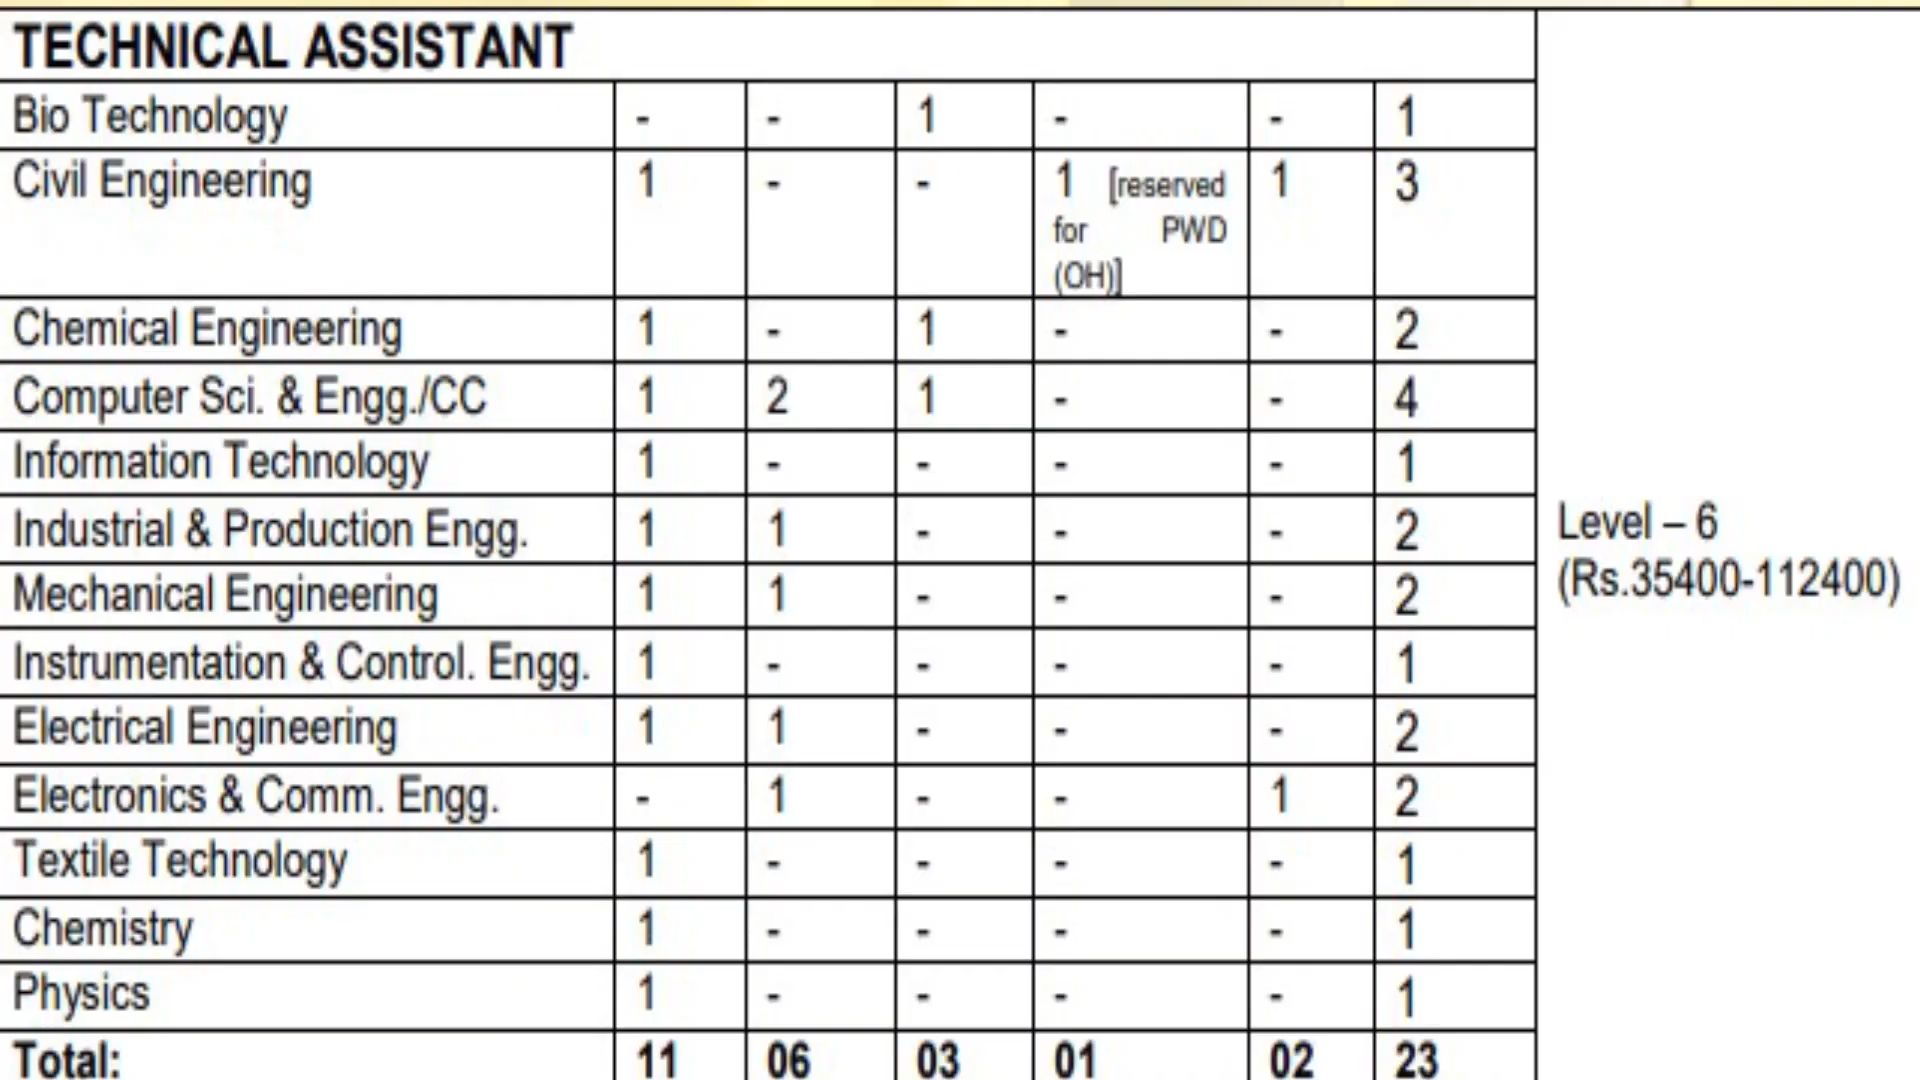 TECHNICAL ASSISTANT
Bio Technology - - 1 - - 1
Civil Engineering 1 - - 1 [reserved for PWD (OH)] 1 3
Chemical Engineering 1 - 1 - - 2
Computer Sci. & Engg./CC 1 2 1 - - 4
Information Technology 1 - - - - 1
Industrial & Production Engg. 1 1 - - - 2
Mechanical Engineering 1 1 - - - 2
Instrumentation & Control. Engg. 1 - - - - 1
Electrical Engineering 1 1 - - - 2
Electronics & Comm. Engg. - 1 - - 1 2
Textile Technology 1 - - - - 1
Chemistry 1 - - - - 1
Physics 1 - - - - 1
Total: 11 06 03 01 02 23
Level – 6
(Rs.35400-112400)